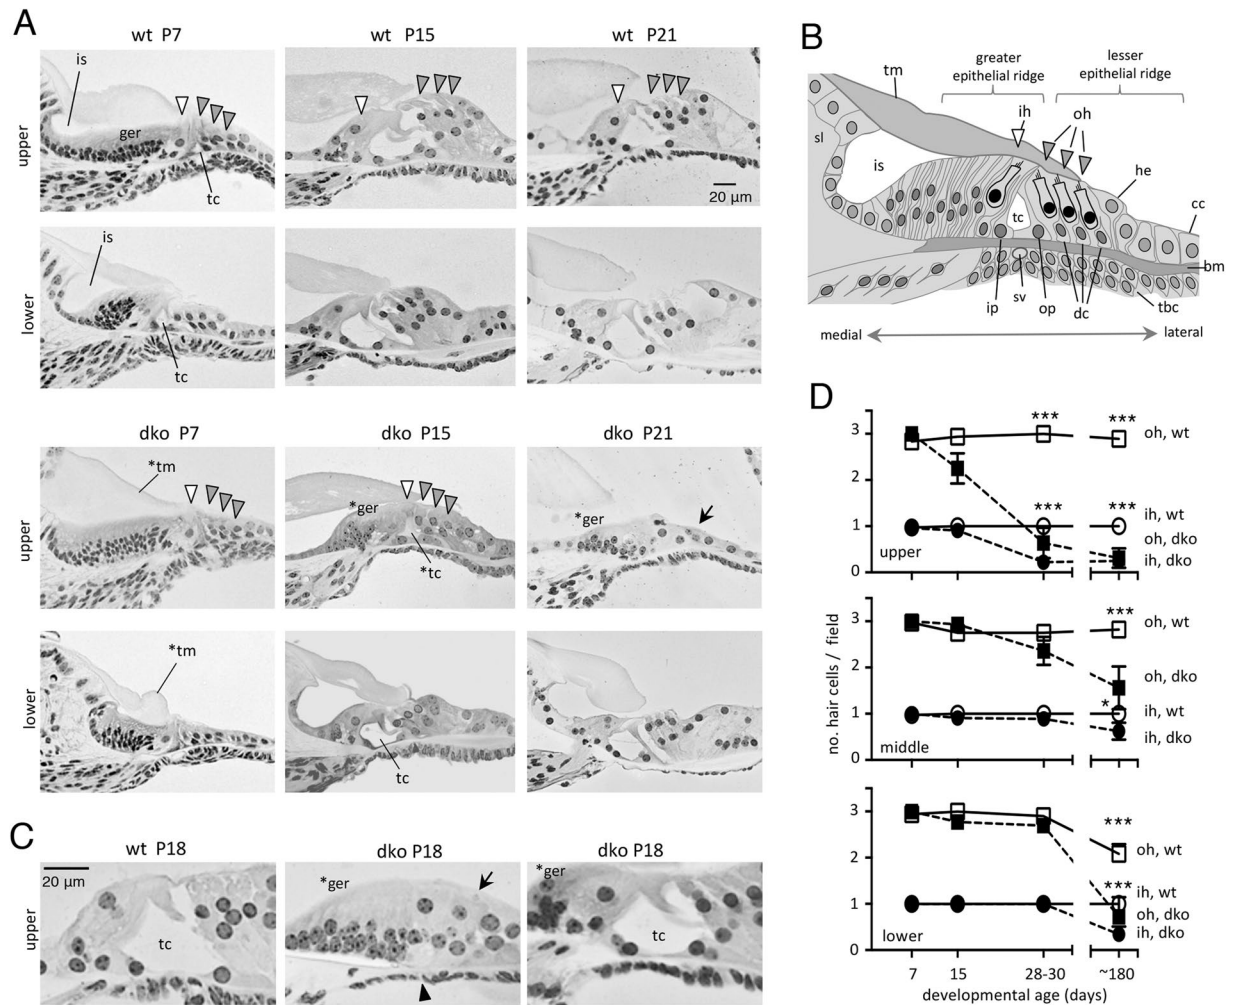 A
wt P7
wt P15
wt P21
upper
is
ger
tc
20 µm
lower
is
tc
dko P7
dko P15
dko P21
upper
*tm
*ger
*tc
*ger
lower
*tm
tc
B
greater
epithelial ridge
lesser
epithelial ridge
tm
ih
oh
sl
is
he
cc
tc
bm
ip
sv
op
dc
tbc
medial
lateral
C
wt P18
dko P18
dko P18
upper
20 µm
tc
*ger
*ger
tc
D
no. hair cells / field
3
2
1
0
***
***
oh, wt
***
***
ih, wt
oh, dko
ih, dko
upper
3
2
1
0
***
oh, wt
oh, dko
*
ih, wt
ih, dko
middle
3
2
1
0
***
oh, wt
***
ih, wt
oh, dko
ih, dko
lower
7
15
28-30
~180
developmental age (days)